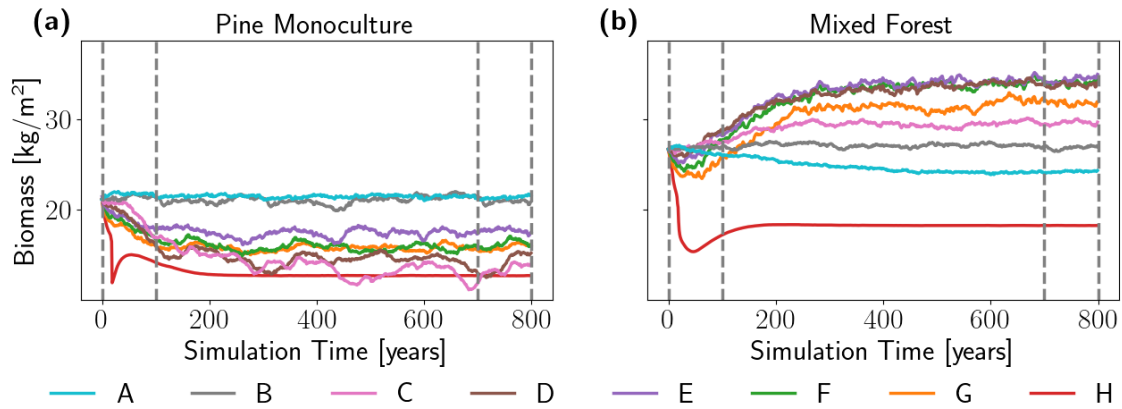 (a) Pine Monoculture
(b) Mixed Forest
Biomass [kg/m²]
30
20
0 200 400 600 800
0 200 400 600 800
Simulation Time [years]
Simulation Time [years]
A B C D E F G H